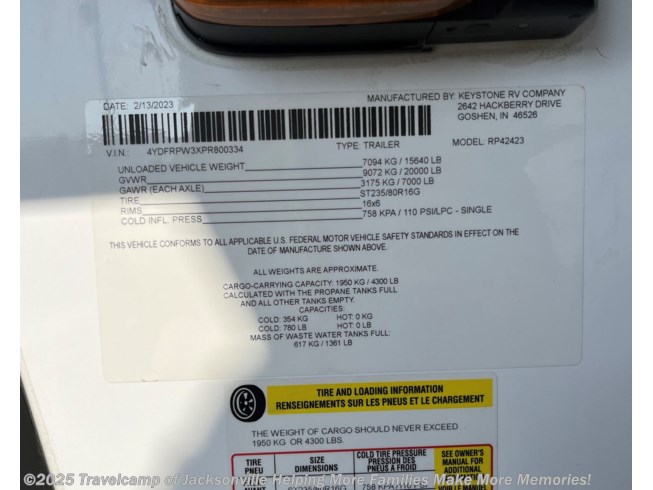 DATE: 2/13/2023
MANUFACTURED BY: KEYSTONE RV COMPANY
2642 HACKBERRY DRIVE
GOSHEN, IN 46526
V.I.N.: 4YDFRPW3XPR800334 TYPE: TRAILER MODEL: RP42423
UNLOADED VEHICLE WEIGHT 7094 KG / 15640 LB
GVWR 9072 KG / 20000 LB
GAWR (EACH AXLE) 3175 KG / 7000 LB
TIRE ST235/80R16G
RIMS 16x6
COLD INFL. PRESS 758 KPA / 110 PSI/LPC - SINGLE
THIS VEHICLE CONFORMS TO ALL APPLICABLE U.S. FEDERAL MOTOR VEHICLE SAFETY STANDARDS IN EFFECT ON THE
DATE OF MANUFACTURE SHOWN ABOVE.
ALL WEIGHTS ARE APPROXIMATE.
CARGO-CARRYING CAPACITY: 1950 KG / 4300 LB
CALCULATED WITH THE PROPANE TANKS FULL
AND ALL OTHER TANKS EMPTY.
CAPACITIES:
COLD: 354 KG HOT: 0 KG
COLD: 780 LB HOT: 0 LB
MASS OF WASTE WATER TANKS FULL:
617 KG / 1361 LB
TIRE AND LOADING INFORMATION
RENSEIGNEMENTS SUR LES PNEUS ET LE CHARGEMENT
THE WEIGHT OF CARGO SHOULD NEVER EXCEED
1950 KG OR 4300 LBS.
TIRE
PNEU
SIZE
DIMENSIONS
COLD TIRE PRESSURE
PRESSION DES
PNEUS A FROID
SEE OWNER'S
MANUAL FOR
ADDITIONAL
©2025 Travelcamp of Jacksonville Helping More Families Make More Memories!